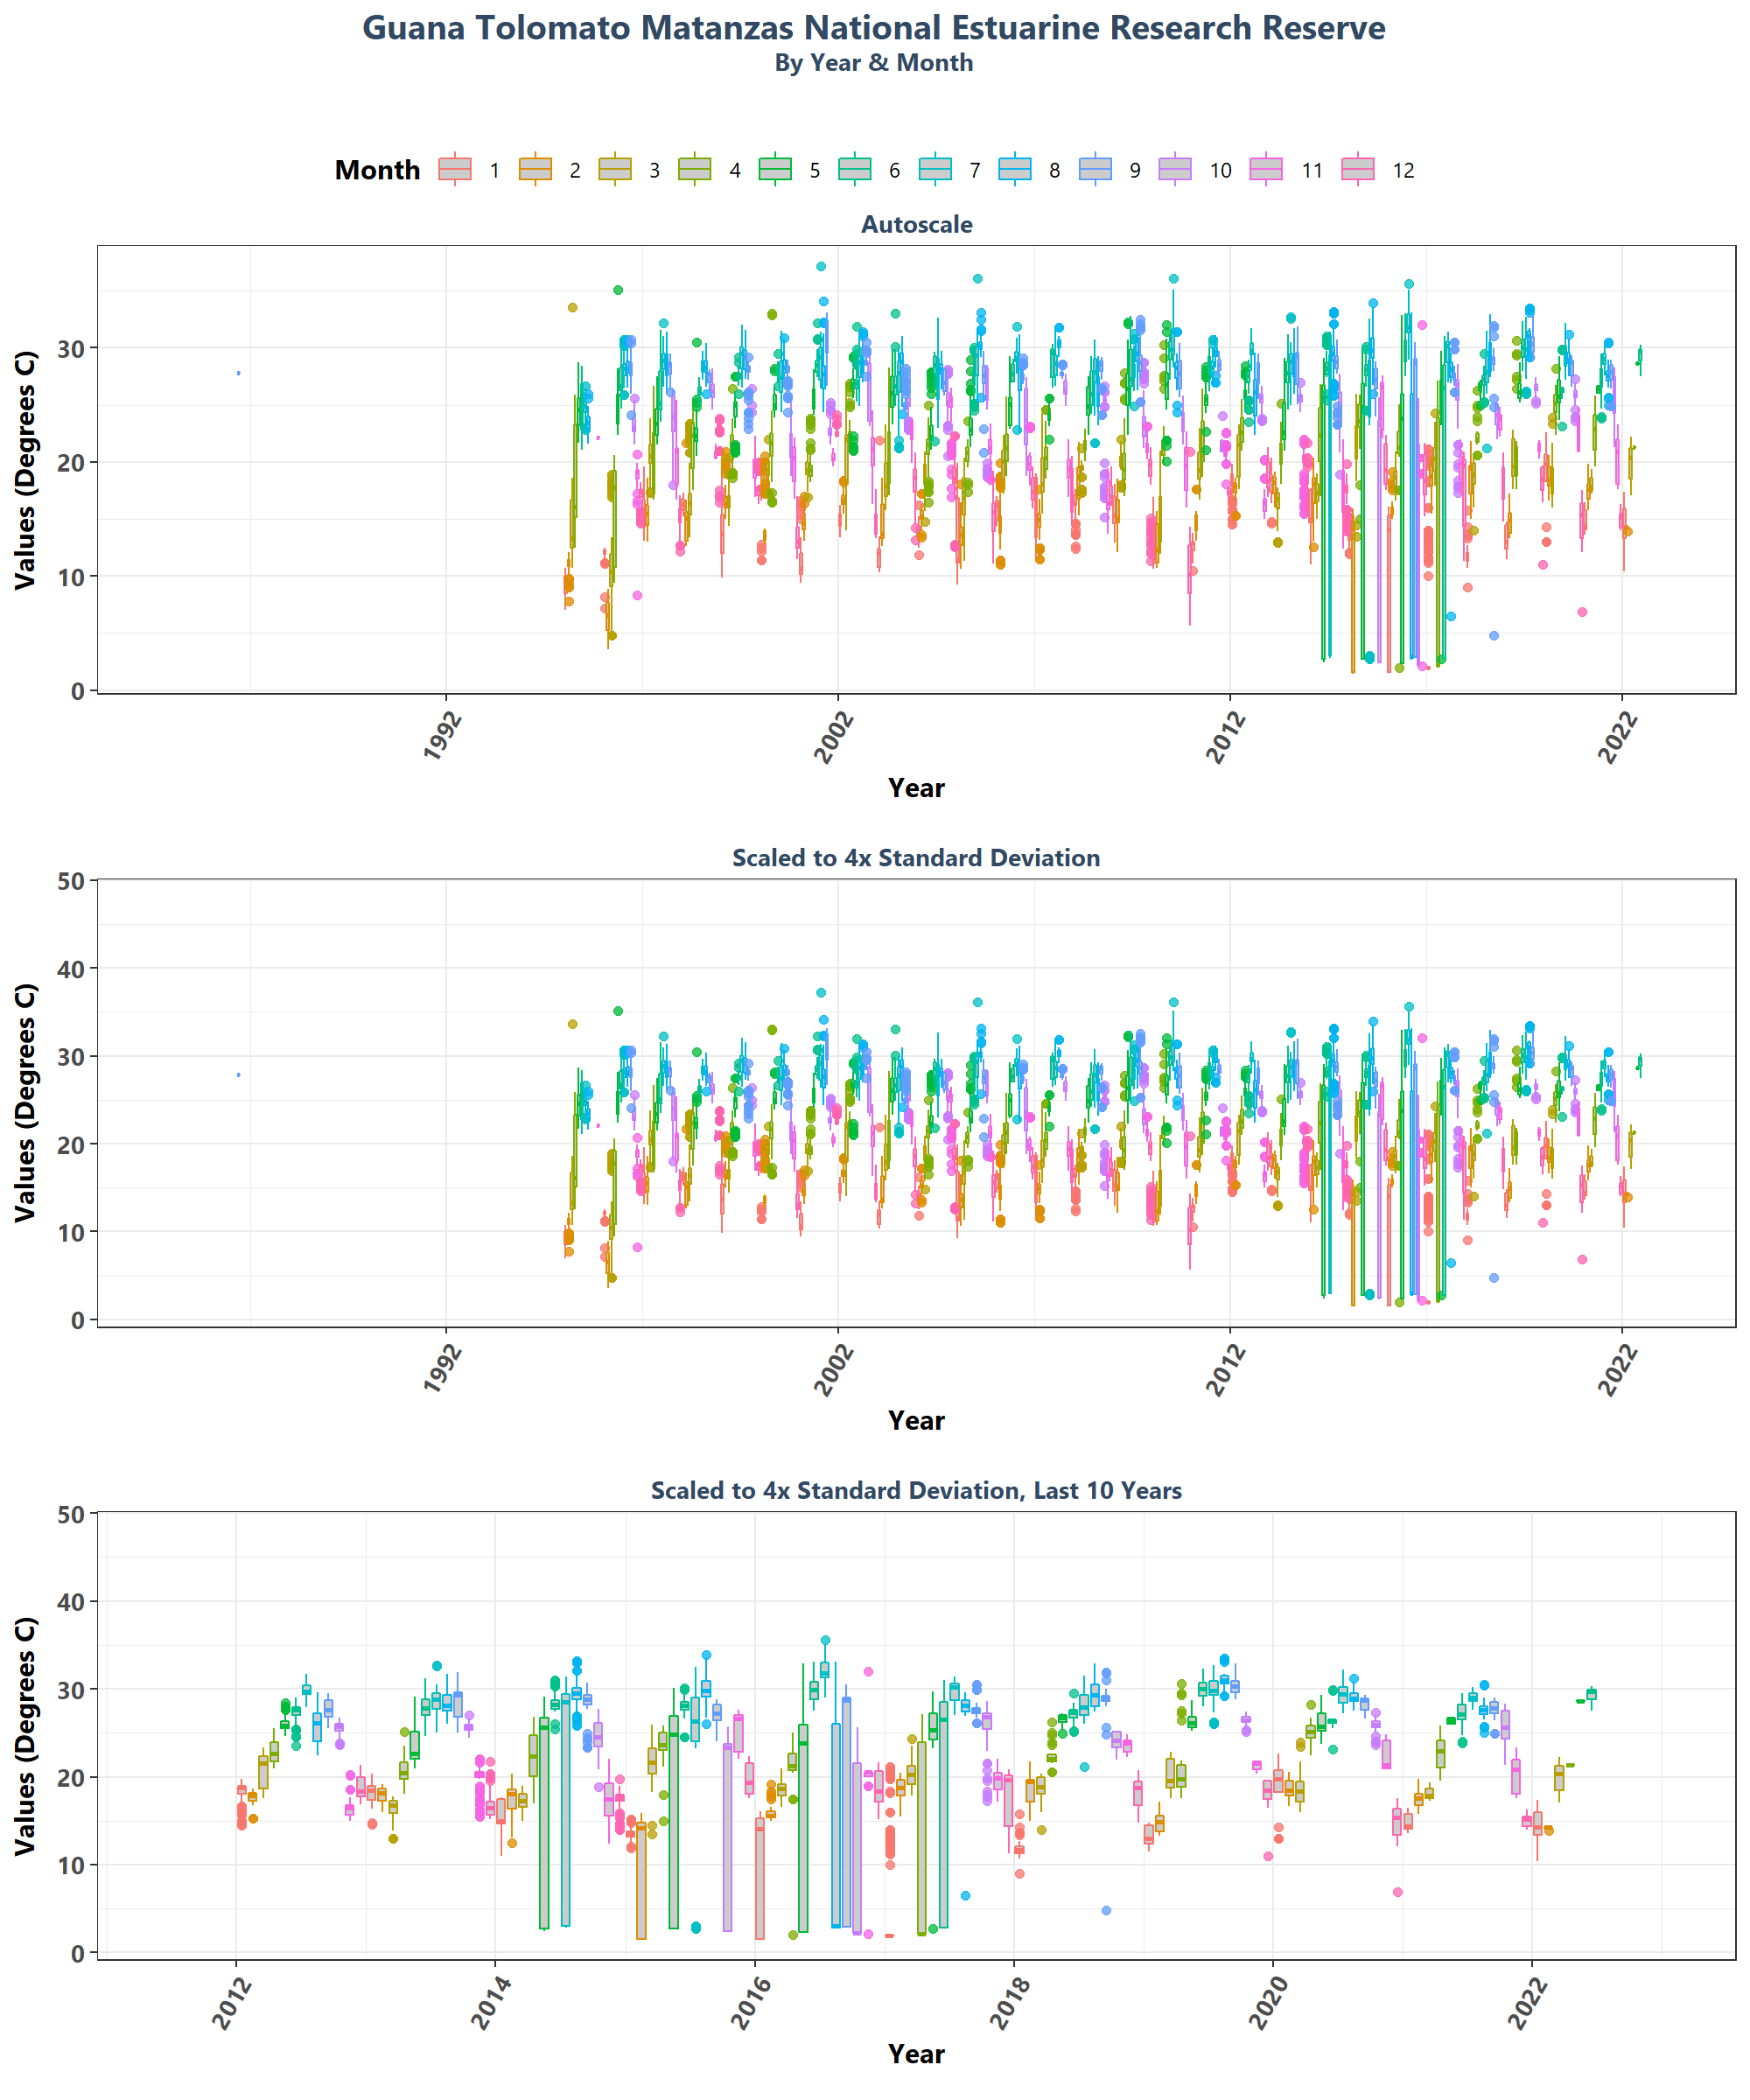 Guana Tolomato Matanzas National Estuarine Research Reserve
By Year & Month
Month 1 2 3 4 5 6 7 8 9 10 11 12
Autoscale
Values (Degrees C)
30
20
10
0
1992 2002 2012 2022
Year
Scaled to 4x Standard Deviation
Values (Degrees C)
50
40
30
20
10
0
1992 2002 2012 2022
Year
Scaled to 4x Standard Deviation, Last 10 Years
Values (Degrees C)
50
40
30
20
10
0
2012 2014 2016 2018 2020 2022
Year